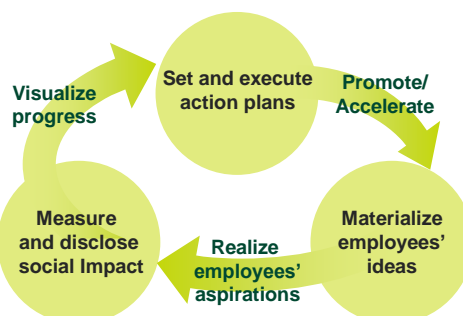 Set and execute
action plans
Promote/
Accelerate
Materialize
employees'
ideas
Realize
employees'
aspirations
Measure
and disclose
social Impact
Visualize
progress